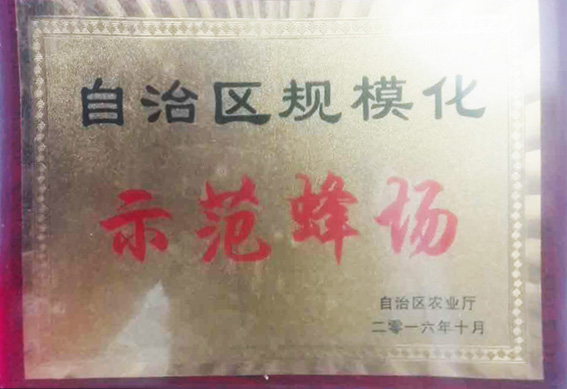 自治区规模化
示范蜂场
自治区农业厅
二零一六年十月